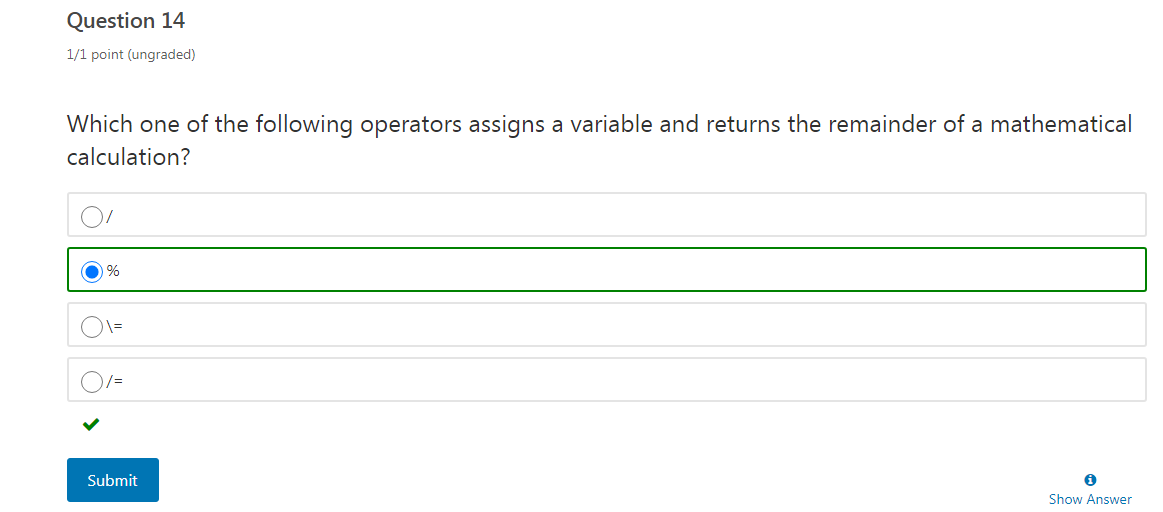 Question 14
1/1 point (ungraded)
Which one of the following operators assigns a variable and returns the remainder of a mathematical
calculation?
/
%
\=
/=
Submit
Show Answer